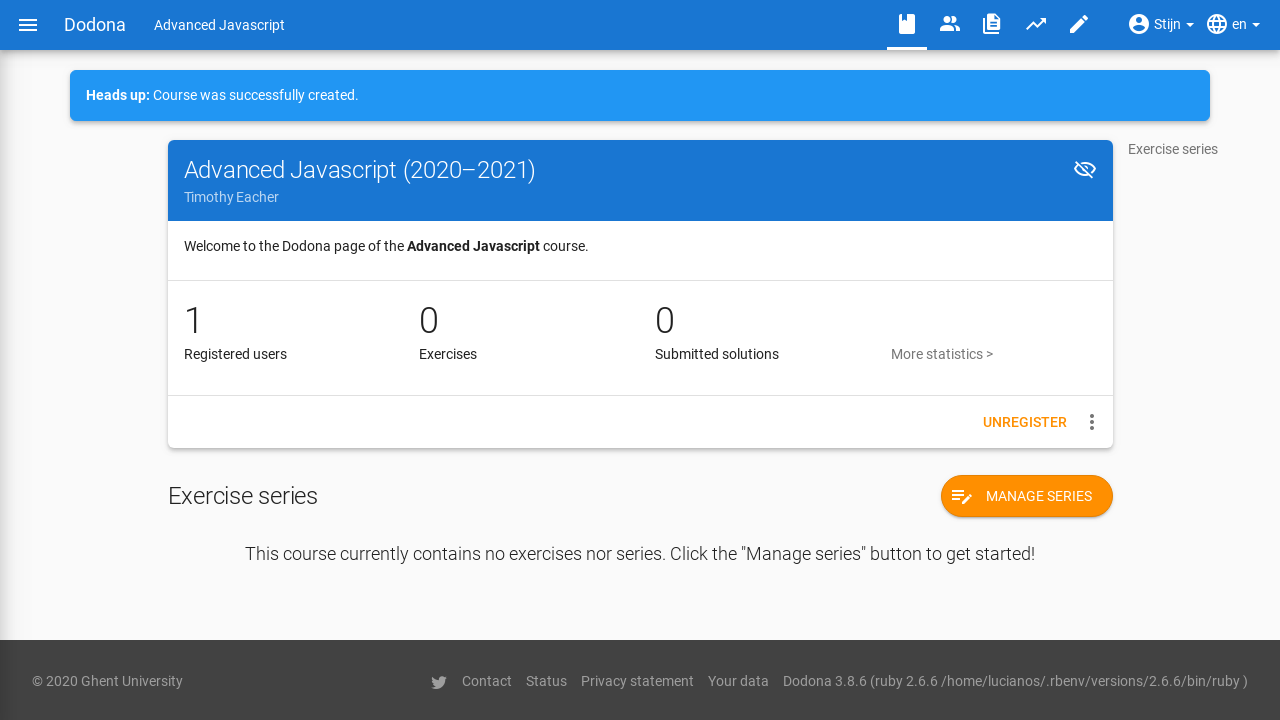 Dodona Advanced Javascript Stijn en
Heads up: Course was successfully created.
Advanced Javascript (2020–2021)
Timothy Eacher
Exercise series
Welcome to the Dodona page of the Advanced Javascript course.
1 0 0
Registered users Exercises Submitted solutions More statistics >
UNREGISTER
Exercise series MANAGE SERIES
This course currently contains no exercises nor series. Click the "Manage series" button to get started!
© 2020 Ghent University Contact Status Privacy statement Your data Dodona 3.8.6 (ruby 2.6.6 /home/lucianos/.rbenv/versions/2.6.6/bin/ruby )